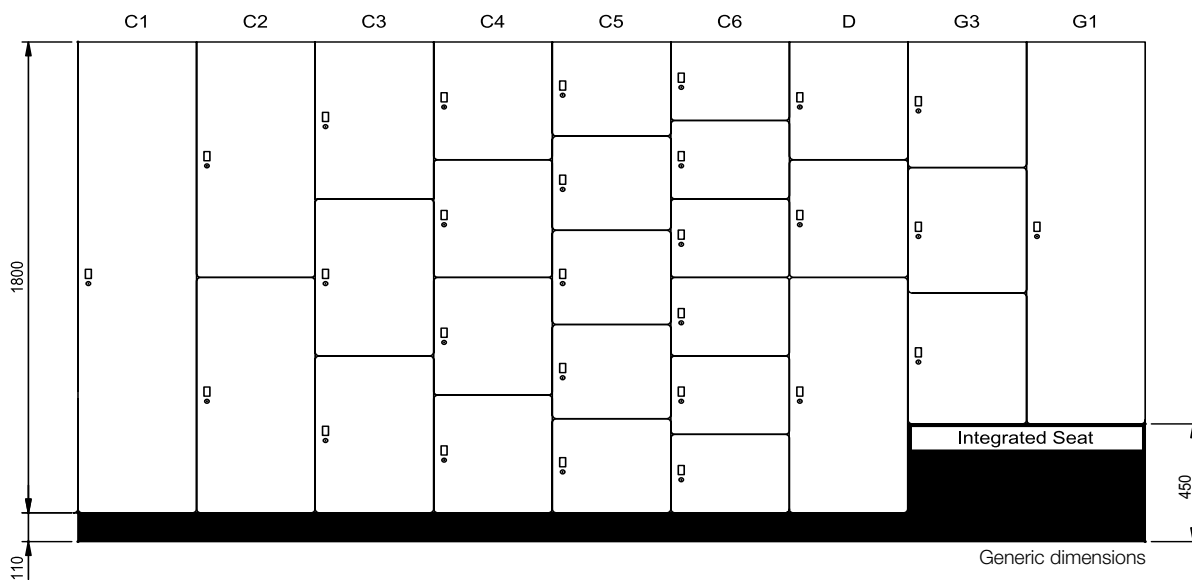 C1 C2 C3 C4 C5 C6 D G3 G1
1800
Integrated Seat
450
110
Generic dimensions